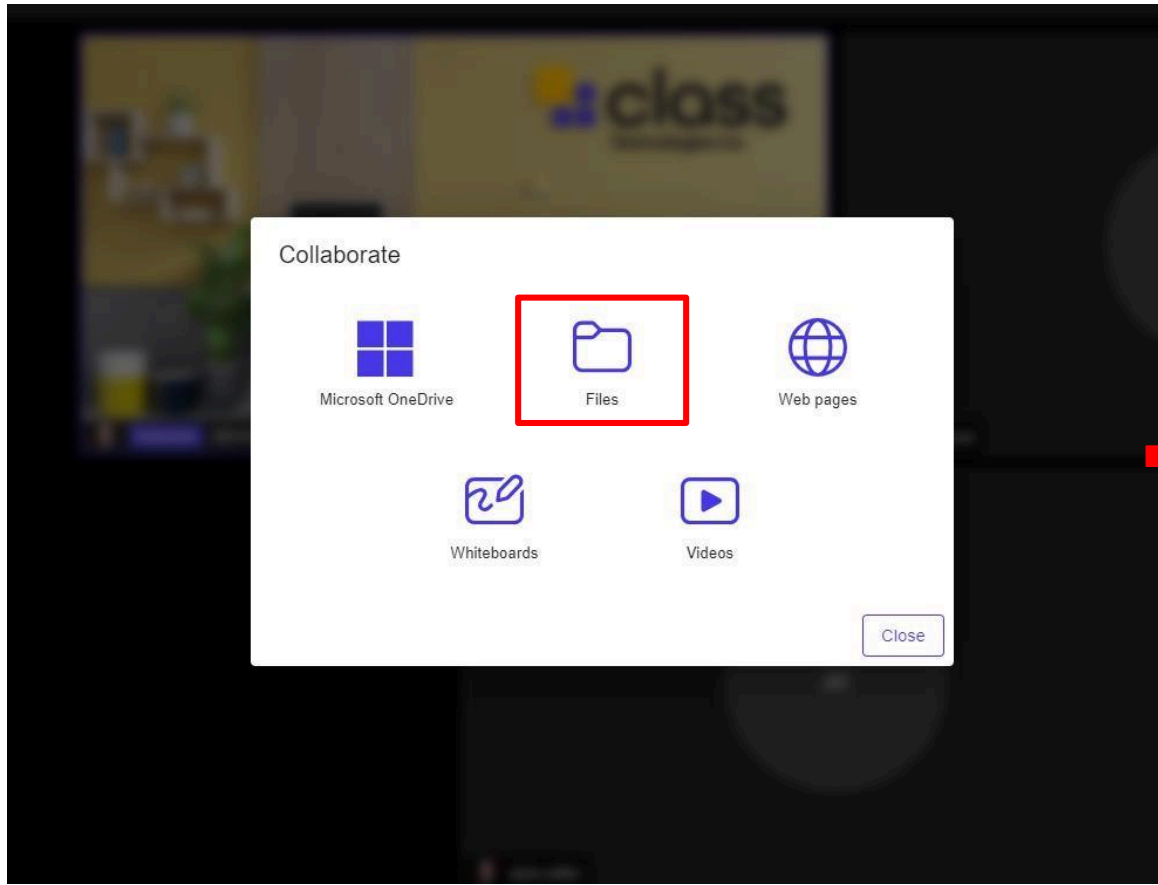 class
Collaborate
Microsoft OneDrive
Files
Web pages
Whiteboards
Videos
Close